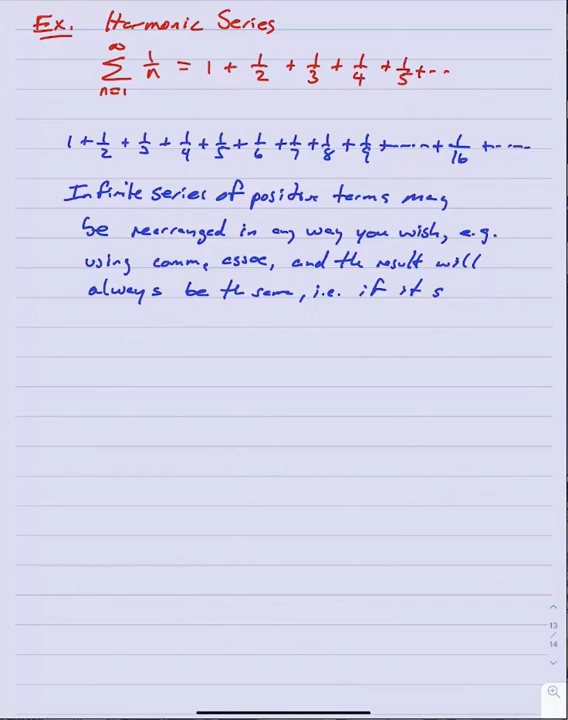 Ex. Harmonic Series
∞
∑ 1/n = 1 + 1/2 + 1/3 + 1/4 + 1/5 + ...
n=1
1 + 1/2 + 1/3 + 1/4 + 1/5 + 1/6 + 1/7 + 1/8 + 1/9 + ..... + 1/16 + .....
Infinite series of positive terms may
be rearranged in any way you wish, e.g.
using comm, assoc, and the result will
always be the same, i.e. if it s
13
/
14